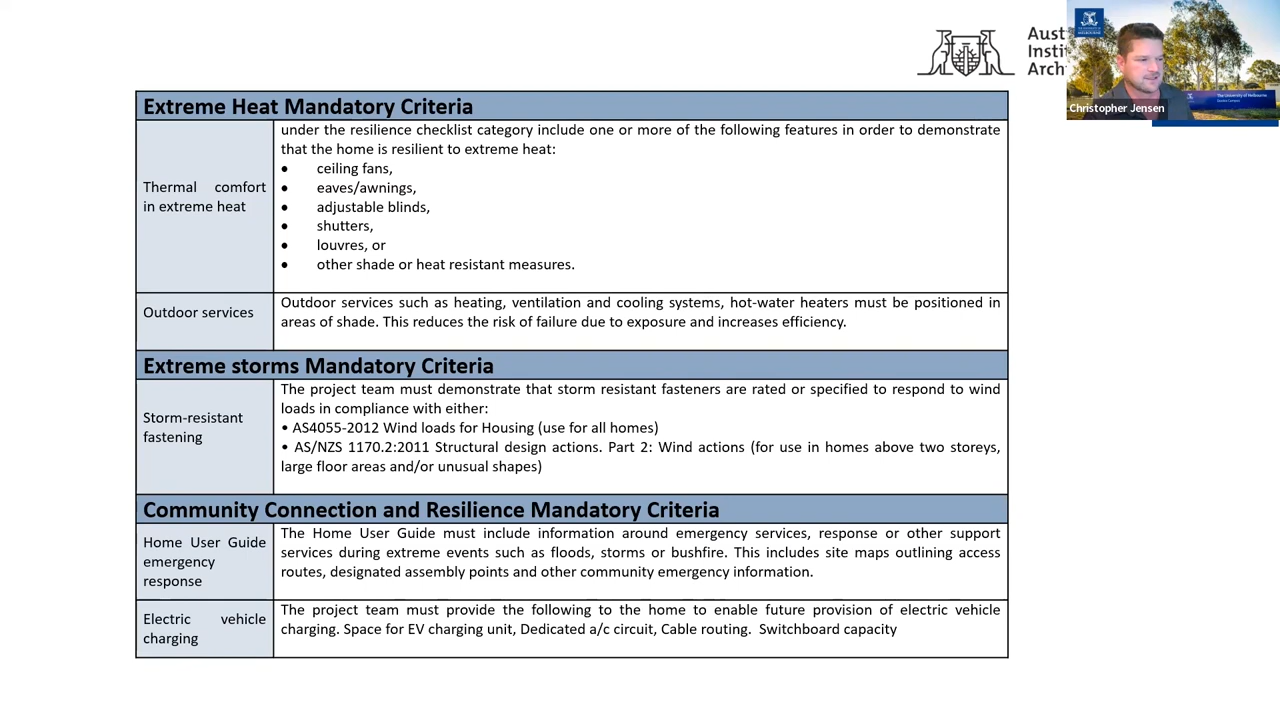 Aust
Insti
Arch
Christopher Jensen
Extreme Heat Mandatory Criteria
Thermal comfort
in extreme heat
under the resilience checklist category include one or more of the following features in order to demonstrate
that the home is resilient to extreme heat:
• ceiling fans,
• eaves/awnings,
• adjustable blinds,
• shutters,
• louvres, or
• other shade or heat resistant measures.
Outdoor services
Outdoor services such as heating, ventilation and cooling systems, hot-water heaters must be positioned in
areas of shade. This reduces the risk of failure due to exposure and increases efficiency.
Extreme storms Mandatory Criteria
Storm-resistant
fastening
The project team must demonstrate that storm resistant fasteners are rated or specified to respond to wind
loads in compliance with either:
• AS4055-2012 Wind loads for Housing (use for all homes)
• AS/NZS 1170.2:2011 Structural design actions. Part 2: Wind actions (for use in homes above two storeys,
large floor areas and/or unusual shapes)
Community Connection and Resilience Mandatory Criteria
Home User Guide
emergency
response
The Home User Guide must include information around emergency services, response or other support
services during extreme events such as floods, storms or bushfire. This includes site maps outlining access
routes, designated assembly points and other community emergency information.
Electric vehicle
charging
The project team must provide the following to the home to enable future provision of electric vehicle
charging. Space for EV charging unit, Dedicated a/c circuit, Cable routing. Switchboard capacity